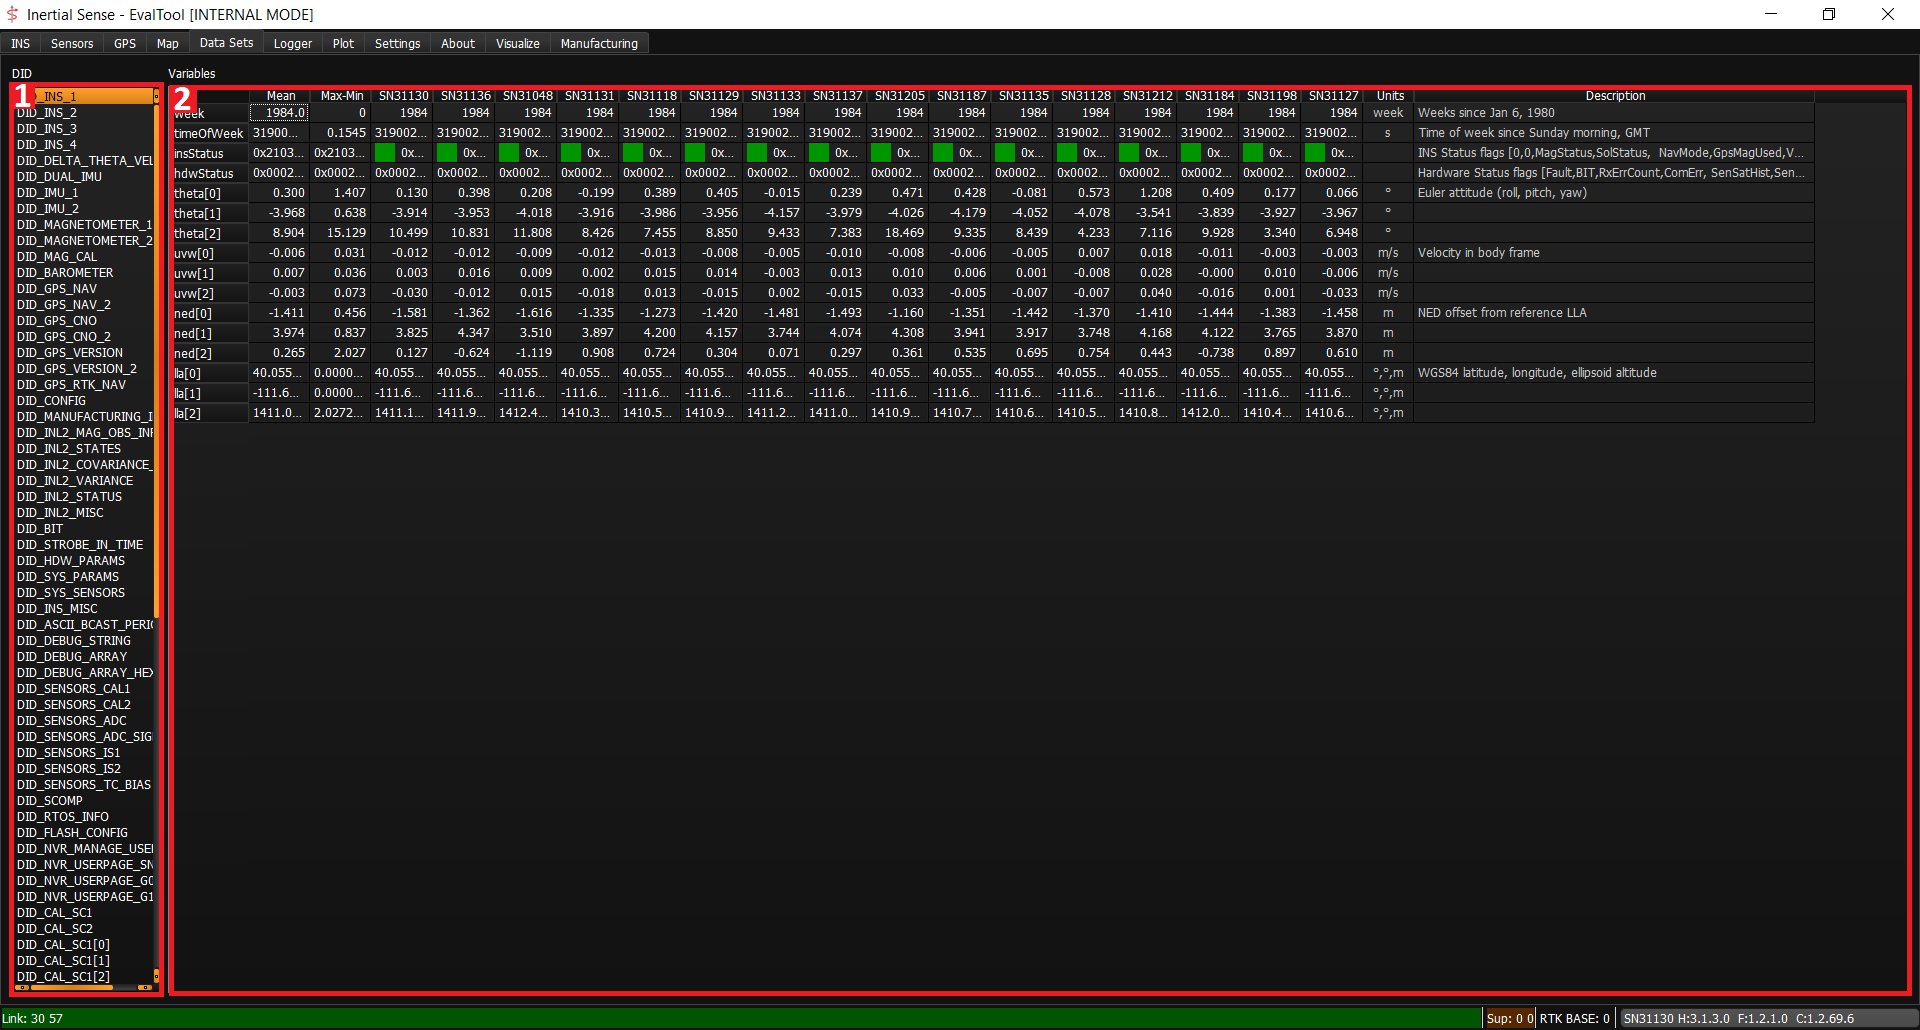 Inertial Sense - EvalTool [INTERNAL MODE]
INS Sensors GPS Map Data Sets Logger Plot Settings About Visualize Manufacturing
DID
1
DID_INS_1
DID_INS_2
DID_INS_3
DID_INS_4
DID_DELTA_THETA_VEL
DID_DUAL_IMU
DID_IMU_1
DID_IMU_2
DID_MAGNETOMETER_1
DID_MAGNETOMETER_2
DID_MAG_CAL
DID_BAROMETER
DID_GPS_NAV
DID_GPS_NAV_2
DID_GPS_CNO
DID_GPS_CNO_2
DID_GPS_VERSION
DID_GPS_VERSION_2
DID_GPS_RTK_NAV
DID_CONFIG
DID_MANUFACTURING_I
DID_INL2_MAG_OBS_INF
DID_INL2_STATES
DID_INL2_COVARIANCE_
DID_INL2_VARIANCE
DID_INL2_STATUS
DID_INL2_MISC
DID_BIT
DID_STROBE_IN_TIME
DID_HDW_PARAMS
DID_SYS_PARAMS
DID_SYS_SENSORS
DID_INS_MISC
DID_ASCII_BCAST_PERIO
DID_DEBUG_STRING
DID_DEBUG_ARRAY
DID_DEBUG_ARRAY_HEX
DID_SENSORS_CAL1
DID_SENSORS_CAL2
DID_SENSORS_ADC
DID_SENSORS_ADC_SIG
DID_SENSORS_IS1
DID_SENSORS_IS2
DID_SENSORS_TC_BIAS
DID_SCOMP
DID_RTOS_INFO
DID_FLASH_CONFIG
DID_NVR_MANAGE_USER
DID_NVR_USERPAGE_SN
DID_NVR_USERPAGE_G0
DID_NVR_USERPAGE_G1
DID_CAL_SC1
DID_CAL_SC2
DID_CAL_SC1[0]
DID_CAL_SC1[1]
DID_CAL_SC1[2]
Variables
2
Mean Max-Min SN31130 SN31136 SN31048 SN31131 SN31118 SN31129 SN31133 SN31137 SN31205 SN31187 SN31135 SN31128 SN31212 SN31184 SN31198 SN31127 Units Description
week 1984.0 0 1984 1984 1984 1984 1984 1984 1984 1984 1984 1984 1984 1984 1984 1984 1984 1984 week Weeks since Jan 6, 1980
timeOfWeek 31900... 0.1545 319002... 319002... 319002... 319002... 319002... 319002... 319002... 319002... 319002... 319002... 319002... 319002... 319002... 319002... 319002... 319002... s Time of week since Sunday morning, GMT
insStatus 0x2103... 0x2103... 0x... 0x... 0x... 0x... 0x... 0x... 0x... 0x... 0x... 0x... 0x... 0x... 0x... 0x... 0x... 0x... INS Status flags [0,0,MagStatus,SolStatus, NavMode,GpsMagUsed,V...
hdwStatus 0x0002... 0x0002... 0x0002... 0x0002... 0x0002... 0x0002... 0x0002... 0x0002... 0x0002... 0x0002... 0x0002... 0x0002... 0x0002... 0x0002... 0x0002... 0x0002... 0x0002... 0x0002... Hardware Status flags [Fault,BIT,RxErrCount,ComErr, SenSatHist,Sen...
theta[0] 0.300 1.407 0.130 0.398 0.208 -0.199 0.389 0.405 -0.015 0.239 0.471 0.428 -0.081 0.573 1.208 0.409 0.177 0.066 ° Euler attitude (roll, pitch, yaw)
theta[1] -3.968 0.638 -3.914 -3.953 -4.018 -3.916 -3.986 -3.956 -4.157 -3.979 -4.026 -4.179 -4.052 -4.078 -3.541 -3.839 -3.927 -3.967 °
theta[2] 8.904 15.129 10.499 10.831 11.808 8.426 7.455 8.850 9.433 7.383 18.469 9.335 8.439 4.233 7.116 9.928 3.340 6.948 °
uvw[0] -0.006 0.031 -0.012 -0.012 -0.009 -0.012 -0.013 -0.008 -0.005 -0.010 -0.008 -0.006 -0.005 0.007 0.018 -0.011 -0.003 -0.003 m/s Velocity in body frame
uvw[1] 0.007 0.036 0.003 0.016 0.009 0.002 0.015 0.014 -0.003 0.013 0.010 0.006 0.001 -0.008 0.028 -0.000 0.010 -0.006 m/s
uvw[2] -0.003 0.073 -0.030 -0.012 0.015 -0.018 0.013 -0.015 0.002 -0.015 0.033 -0.005 -0.007 -0.007 0.040 -0.016 0.001 -0.033 m/s
ned[0] -1.411 0.456 -1.581 -1.362 -1.616 -1.335 -1.273 -1.420 -1.481 -1.493 -1.160 -1.351 -1.442 -1.370 -1.410 -1.444 -1.383 -1.458 m NED offset from reference LLA
ned[1] 3.974 0.837 3.825 4.347 3.510 3.897 4.200 4.157 3.744 4.074 4.308 3.941 3.917 3.748 4.168 4.122 3.765 3.870 m
ned[2] 0.265 2.027 0.127 -0.624 -1.119 0.908 0.724 0.304 0.071 0.297 0.361 0.535 0.695 0.754 0.443 -0.738 0.897 0.610 m
lla[0] 40.055... 0.0000... 40.055... 40.055... 40.055... 40.055... 40.055... 40.055... 40.055... 40.055... 40.055... 40.055... 40.055... 40.055... 40.055... 40.055... 40.055... 40.055... °,°,m WGS84 latitude, longitude, ellipsoid altitude
lla[1] -111.6... 0.0000... -111.6... -111.6... -111.6... -111.6... -111.6... -111.6... -111.6... -111.6... -111.6... -111.6... -111.6... -111.6... -111.6... -111.6... -111.6... -111.6... °,°,m
lla[2] 1411.0... 2.0272... 1411.1... 1411.9... 1412.4... 1410.3... 1410.5... 1410.9... 1411.2... 1411.0... 1410.9... 1410.7... 1410.6... 1410.5... 1410.8... 1412.0... 1410.4... 1410.6... °,°,m
Link: 30 57
Sup: 0 0 RTK BASE: 0 SN31130 H:3.1.3.0 F:1.2.1.0 C:1.2.69.6